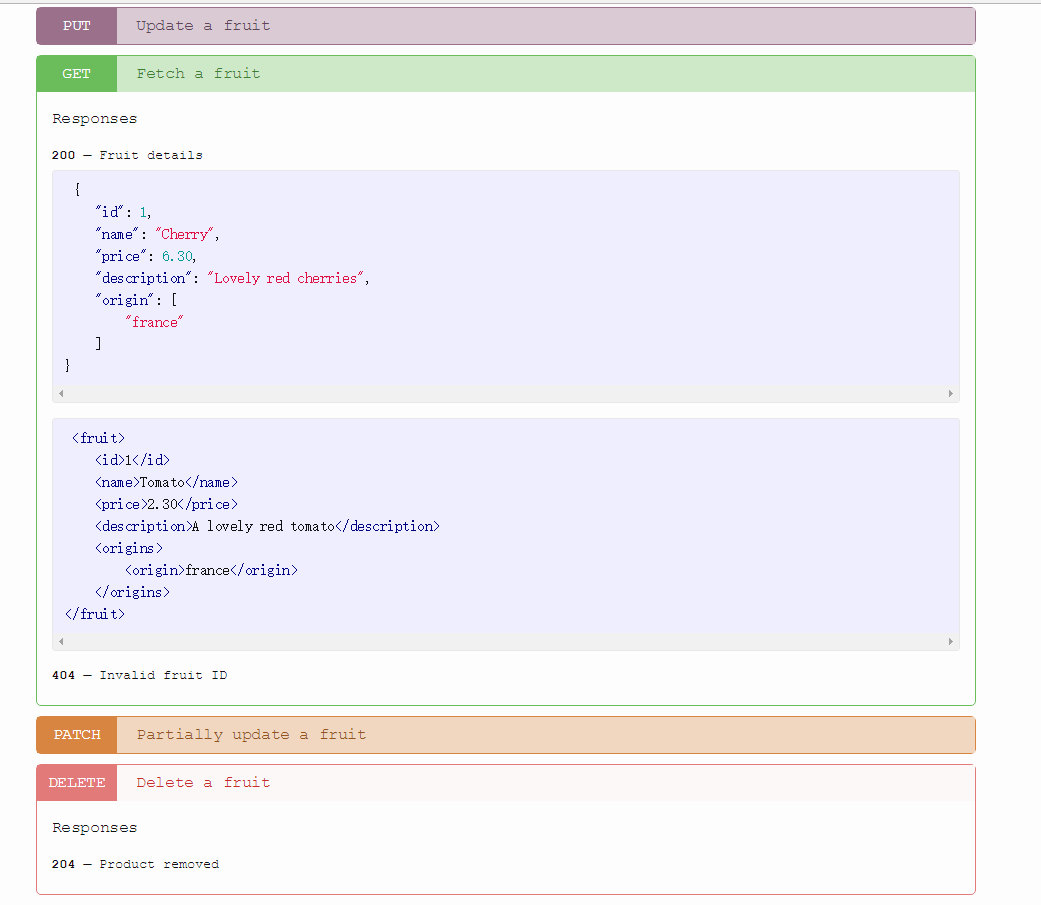 PUT Update a fruit
GET Fetch a fruit
Responses
200 — Fruit details
{
"id": 1,
"name": "Cherry",
"price": 6.30,
"description": "Lovely red cherries",
"origin": [
"france"
]
}
<fruit>
<id>1</id>
<name>Tomato</name>
<price>2.30</price>
<description>A lovely red tomato</description>
<origins>
<origin>france</origin>
</origins>
</fruit>
404 — Invalid fruit ID
PATCH Partially update a fruit
DELETE Delete a fruit
Responses
204 — Product removed